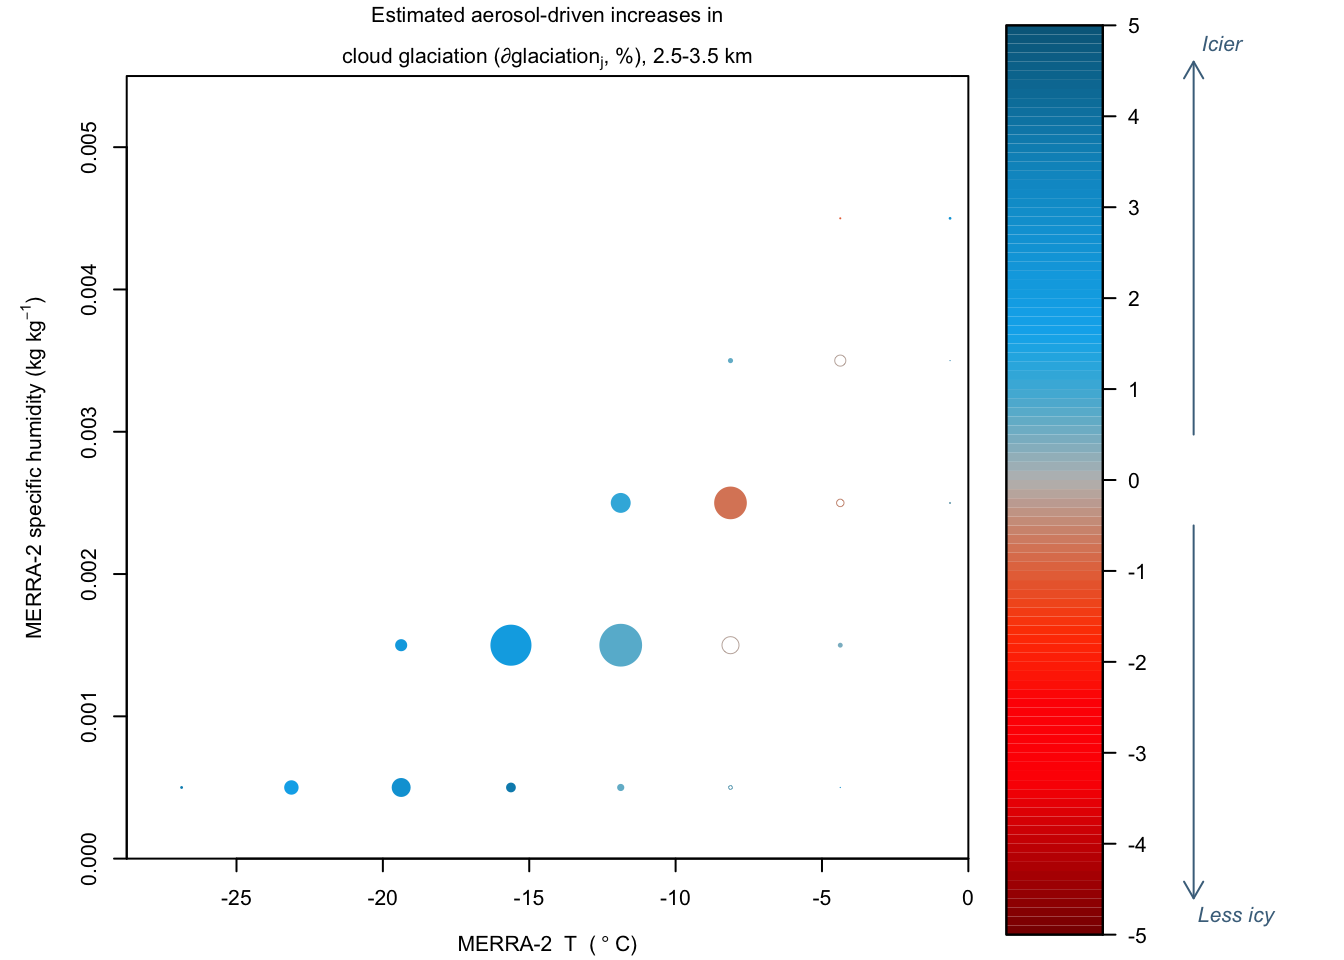 Estimated aerosol-driven increases in
cloud glaciation (∂glaciationj, %), 2.5-3.5 km
MERRA-2 specific humidity (kg kg−1)
0.005
0.004
0.003
0.002
0.001
0.000
-25 -20 -15 -10 -5 0
MERRA-2 T (°C)
5
4
3
2
1
0
-1
-2
-3
-4
-5
Icier
Less icy